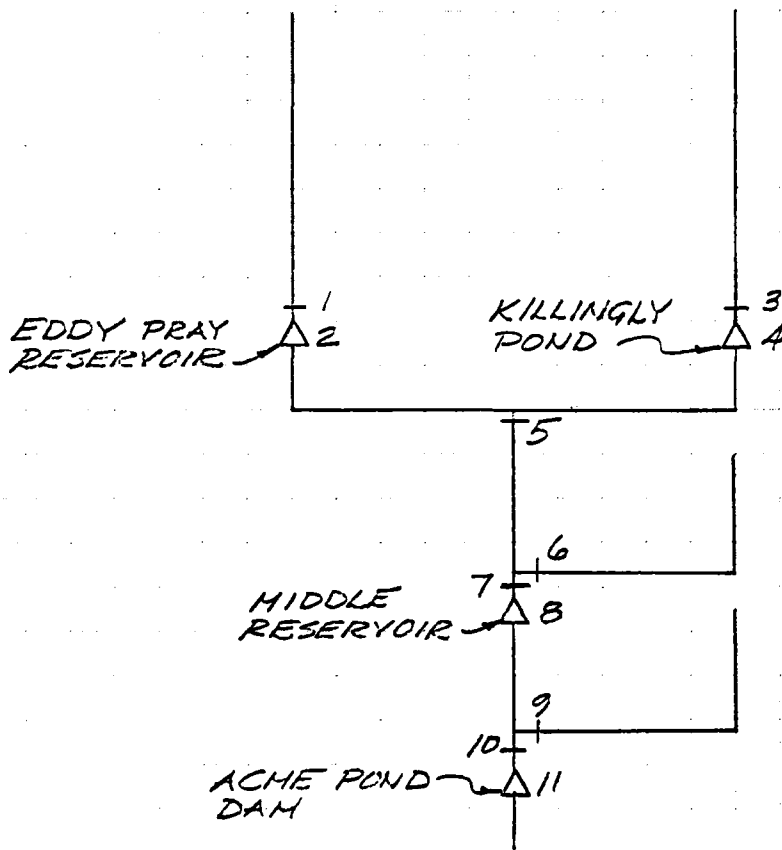 1
EDDY PRAY
RESERVOIR
2
KILLINGLY
POND
3
4
5
6
7
MIDDLE
RESERVOIR
8
9
10
ACME POND
DAM
11